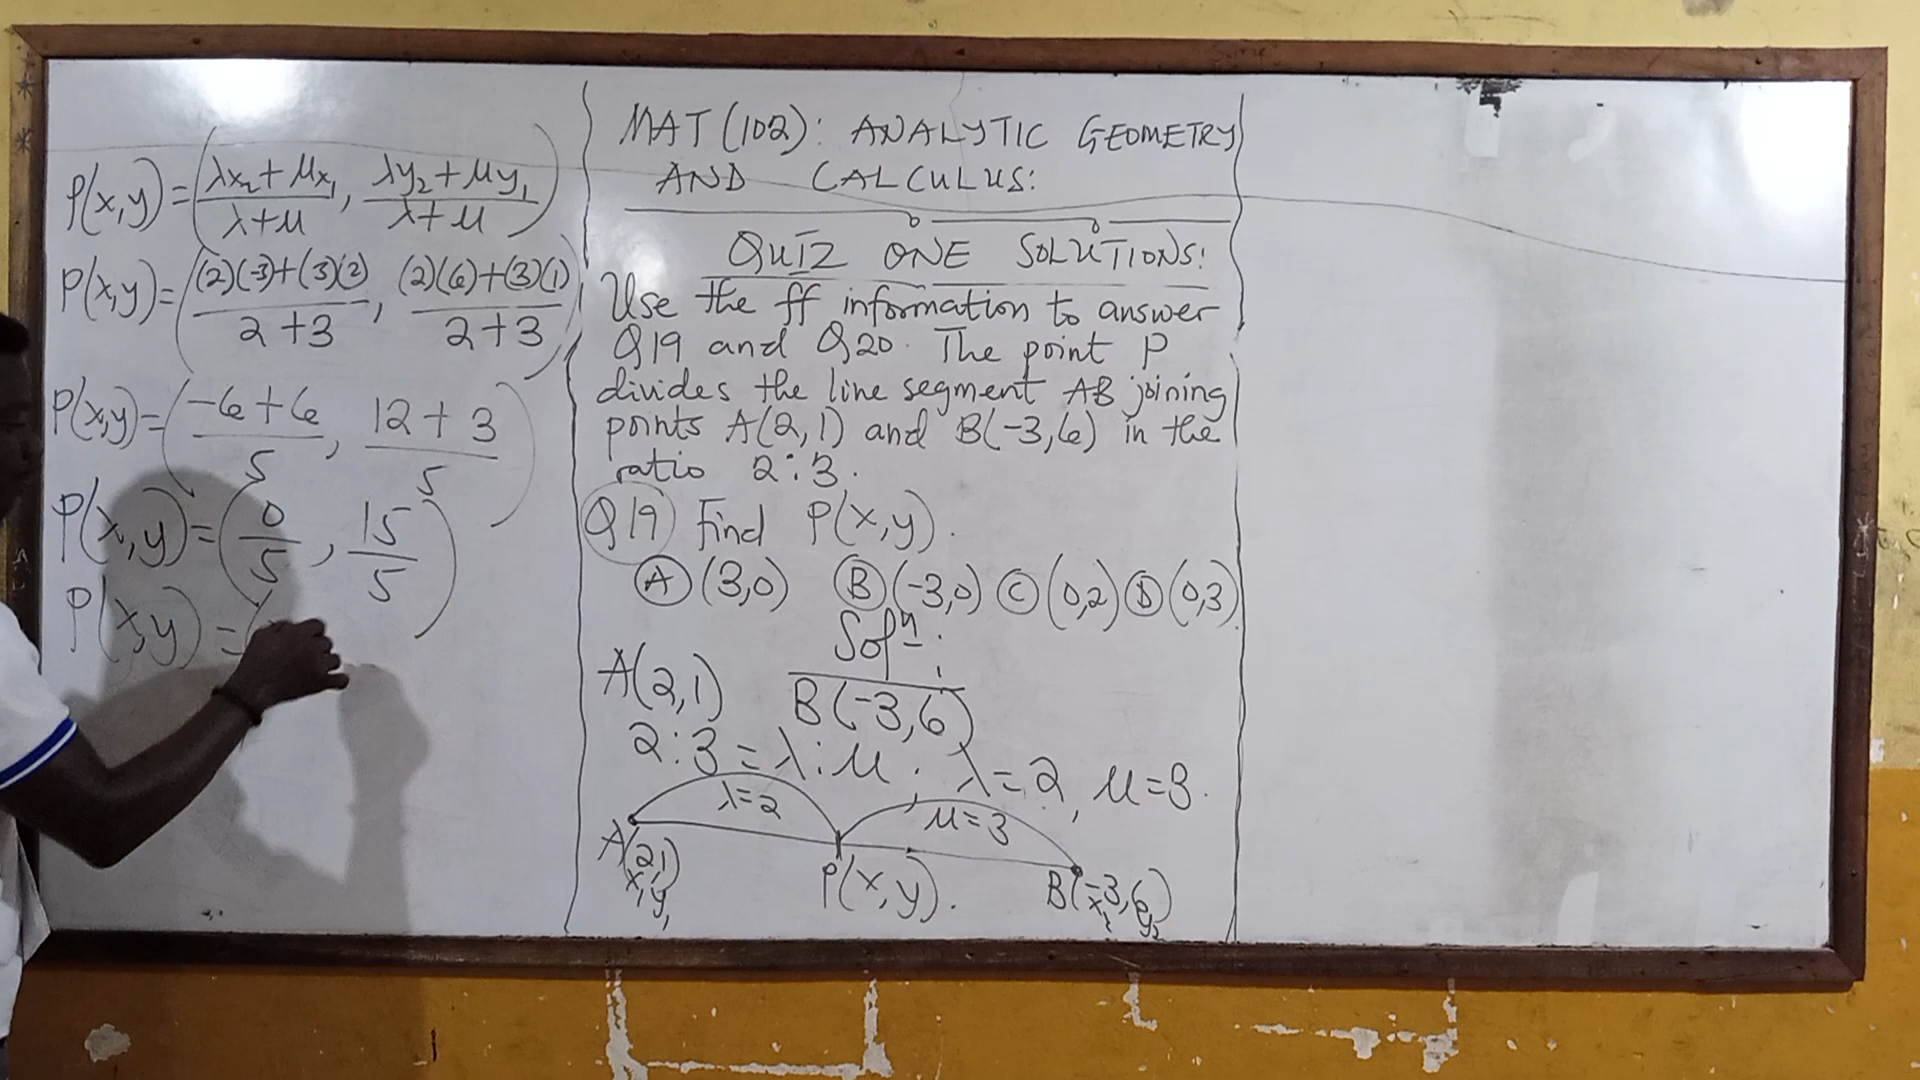 MAT(102): ANALYTIC GEOMETRY
AND CALCULUS:
QUIZ ONE SOLUTIONS:
Use the ff information to answer
Q19 and Q20. The point P
divides the line segment AB joining
points A(2,1) and B(-3,6) in the
ratio 2:3.
Q19 Find P(x,y).
A (3,0) B (-3,0) C (0,2) D (0,3)
Solⁿ:
A(2,1) B(-3,6)
2:3 = λ:μ; λ=2, μ=3.
λ=2 μ=3
A(2,1) P(x,y). B(-3,6)
x₁ y₁ x₂ y₂
P(x,y) = (λx₂+μx₁/λ+μ, λy₂+μy₁/λ+μ)
P(x,y) = ((2)(-3)+(3)(2)/2+3, (2)(6)+(3)(1)/2+3)
P(x,y) = (-6+6/5, 12+3/5)
P(x,y) = (0/5, 15/5)
P(x,y) = (